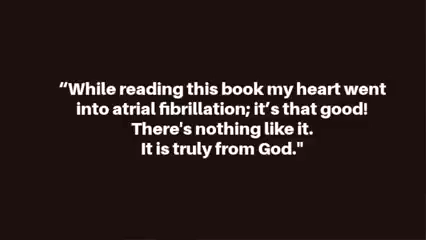 “While reading this book my heart went
into atrial fibrillation; it’s that good!
There's nothing like it.
It is truly from God."